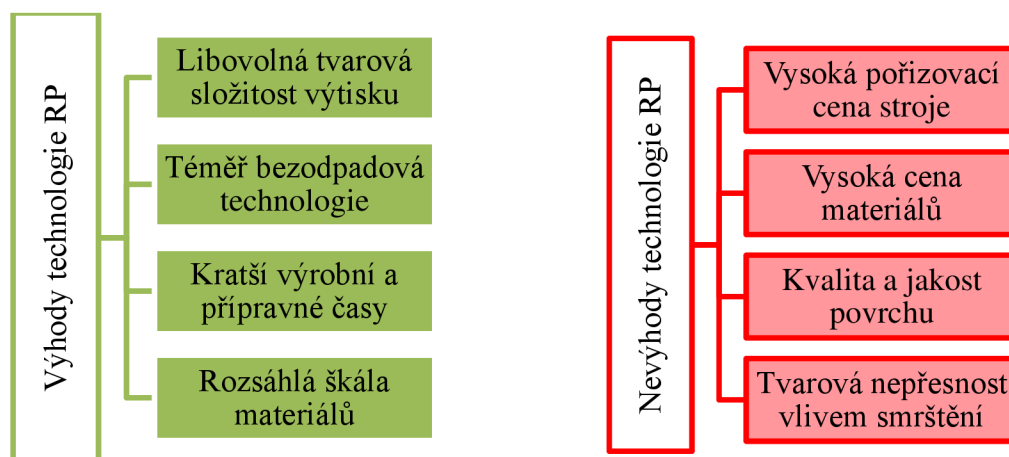 Výhody technologie RP
Libovolná tvarová
složitost výtisku
Téměř bezodpadová
technologie
Kratší výrobní a
přípravné časy
Rozsáhlá škála
materiálů
Nevýhody technologie RP
Vysoká pořizovací
cena stroje
Vysoká cena
materiálů
Kvalita a jakost
povrchu
Tvarová nepřesnost
vlivem smrštění